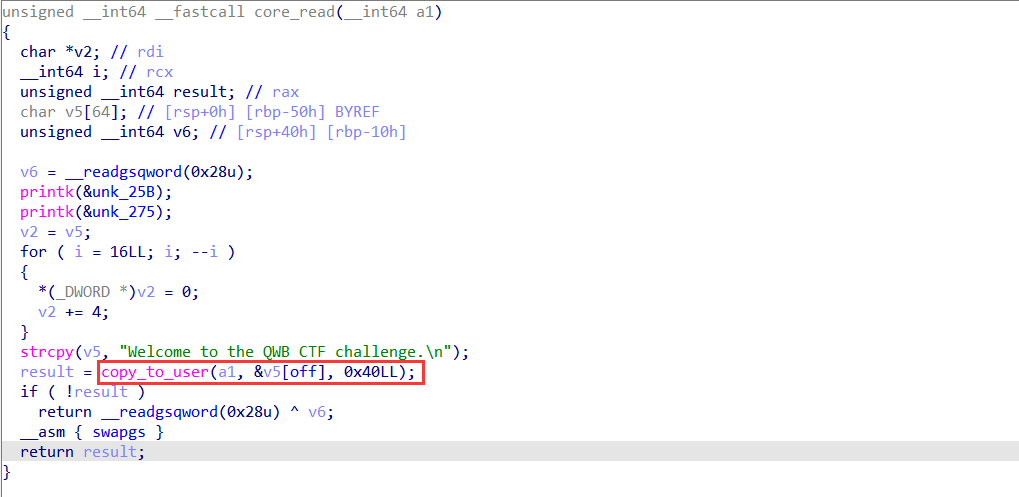 unsigned __int64 __fastcall core_read(__int64 a1)
{
  char *v2; // rdi
  __int64 i; // rcx
  unsigned __int64 result; // rax
  char v5[64]; // [rsp+0h] [rbp-50h] BYREF
  unsigned __int64 v6; // [rsp+40h] [rbp-10h]

  v6 = __readgsqword(0x28u);
  printk(&unk_25B);
  printk(&unk_275);
  v2 = v5;
  for ( i = 16LL; i; --i )
  {
    *(_DWORD *)v2 = 0;
    v2 += 4;
  }
  strcpy(v5, "Welcome to the QWB CTF challenge.\n");
  result = copy_to_user(a1, &v5[off], 0x40LL);
  if ( !result )
    return __readgsqword(0x28u) ^ v6;
  __asm { swapgs }
  return result;
}